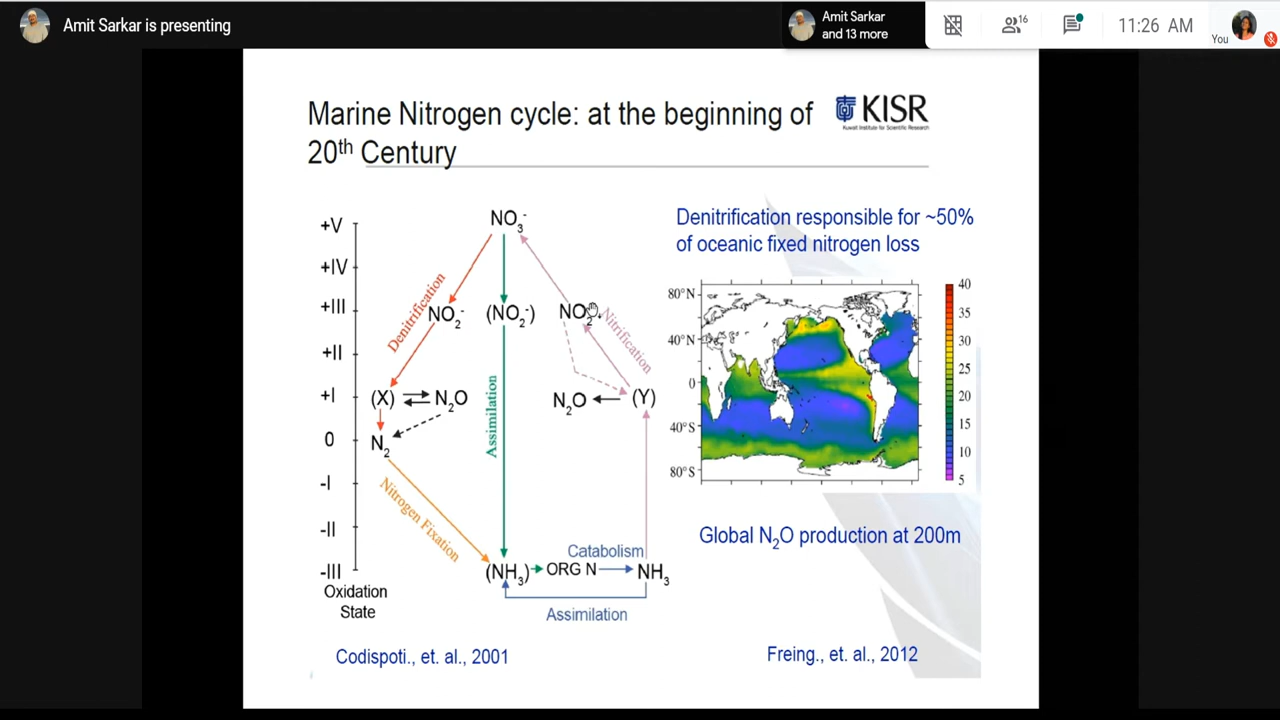 Amit Sarkar is presenting
Amit Sarkar
and 13 more
16
11:26 AM
You
Marine Nitrogen cycle: at the beginning of
20th Century
KISR
Kuwait Institute for Scientific Research
+V
+IV
+III
+II
+I
0
-I
-II
-III
Oxidation
State
NO3-
Denitrification
NO2-
(NO2-)
NO2-
Nitrification
(X)
N2O
N2O
(Y)
Assimilation
N2
Nitrogen Fixation
Catabolism
(NH3)
ORG N
NH3
Assimilation
Codispoti., et. al., 2001
Denitrification responsible for ~50%
of oceanic fixed nitrogen loss
80°N
40°N
0
40°S
80°S
40
35
30
25
20
15
10
5
Global N2O production at 200m
Freing., et. al., 2012